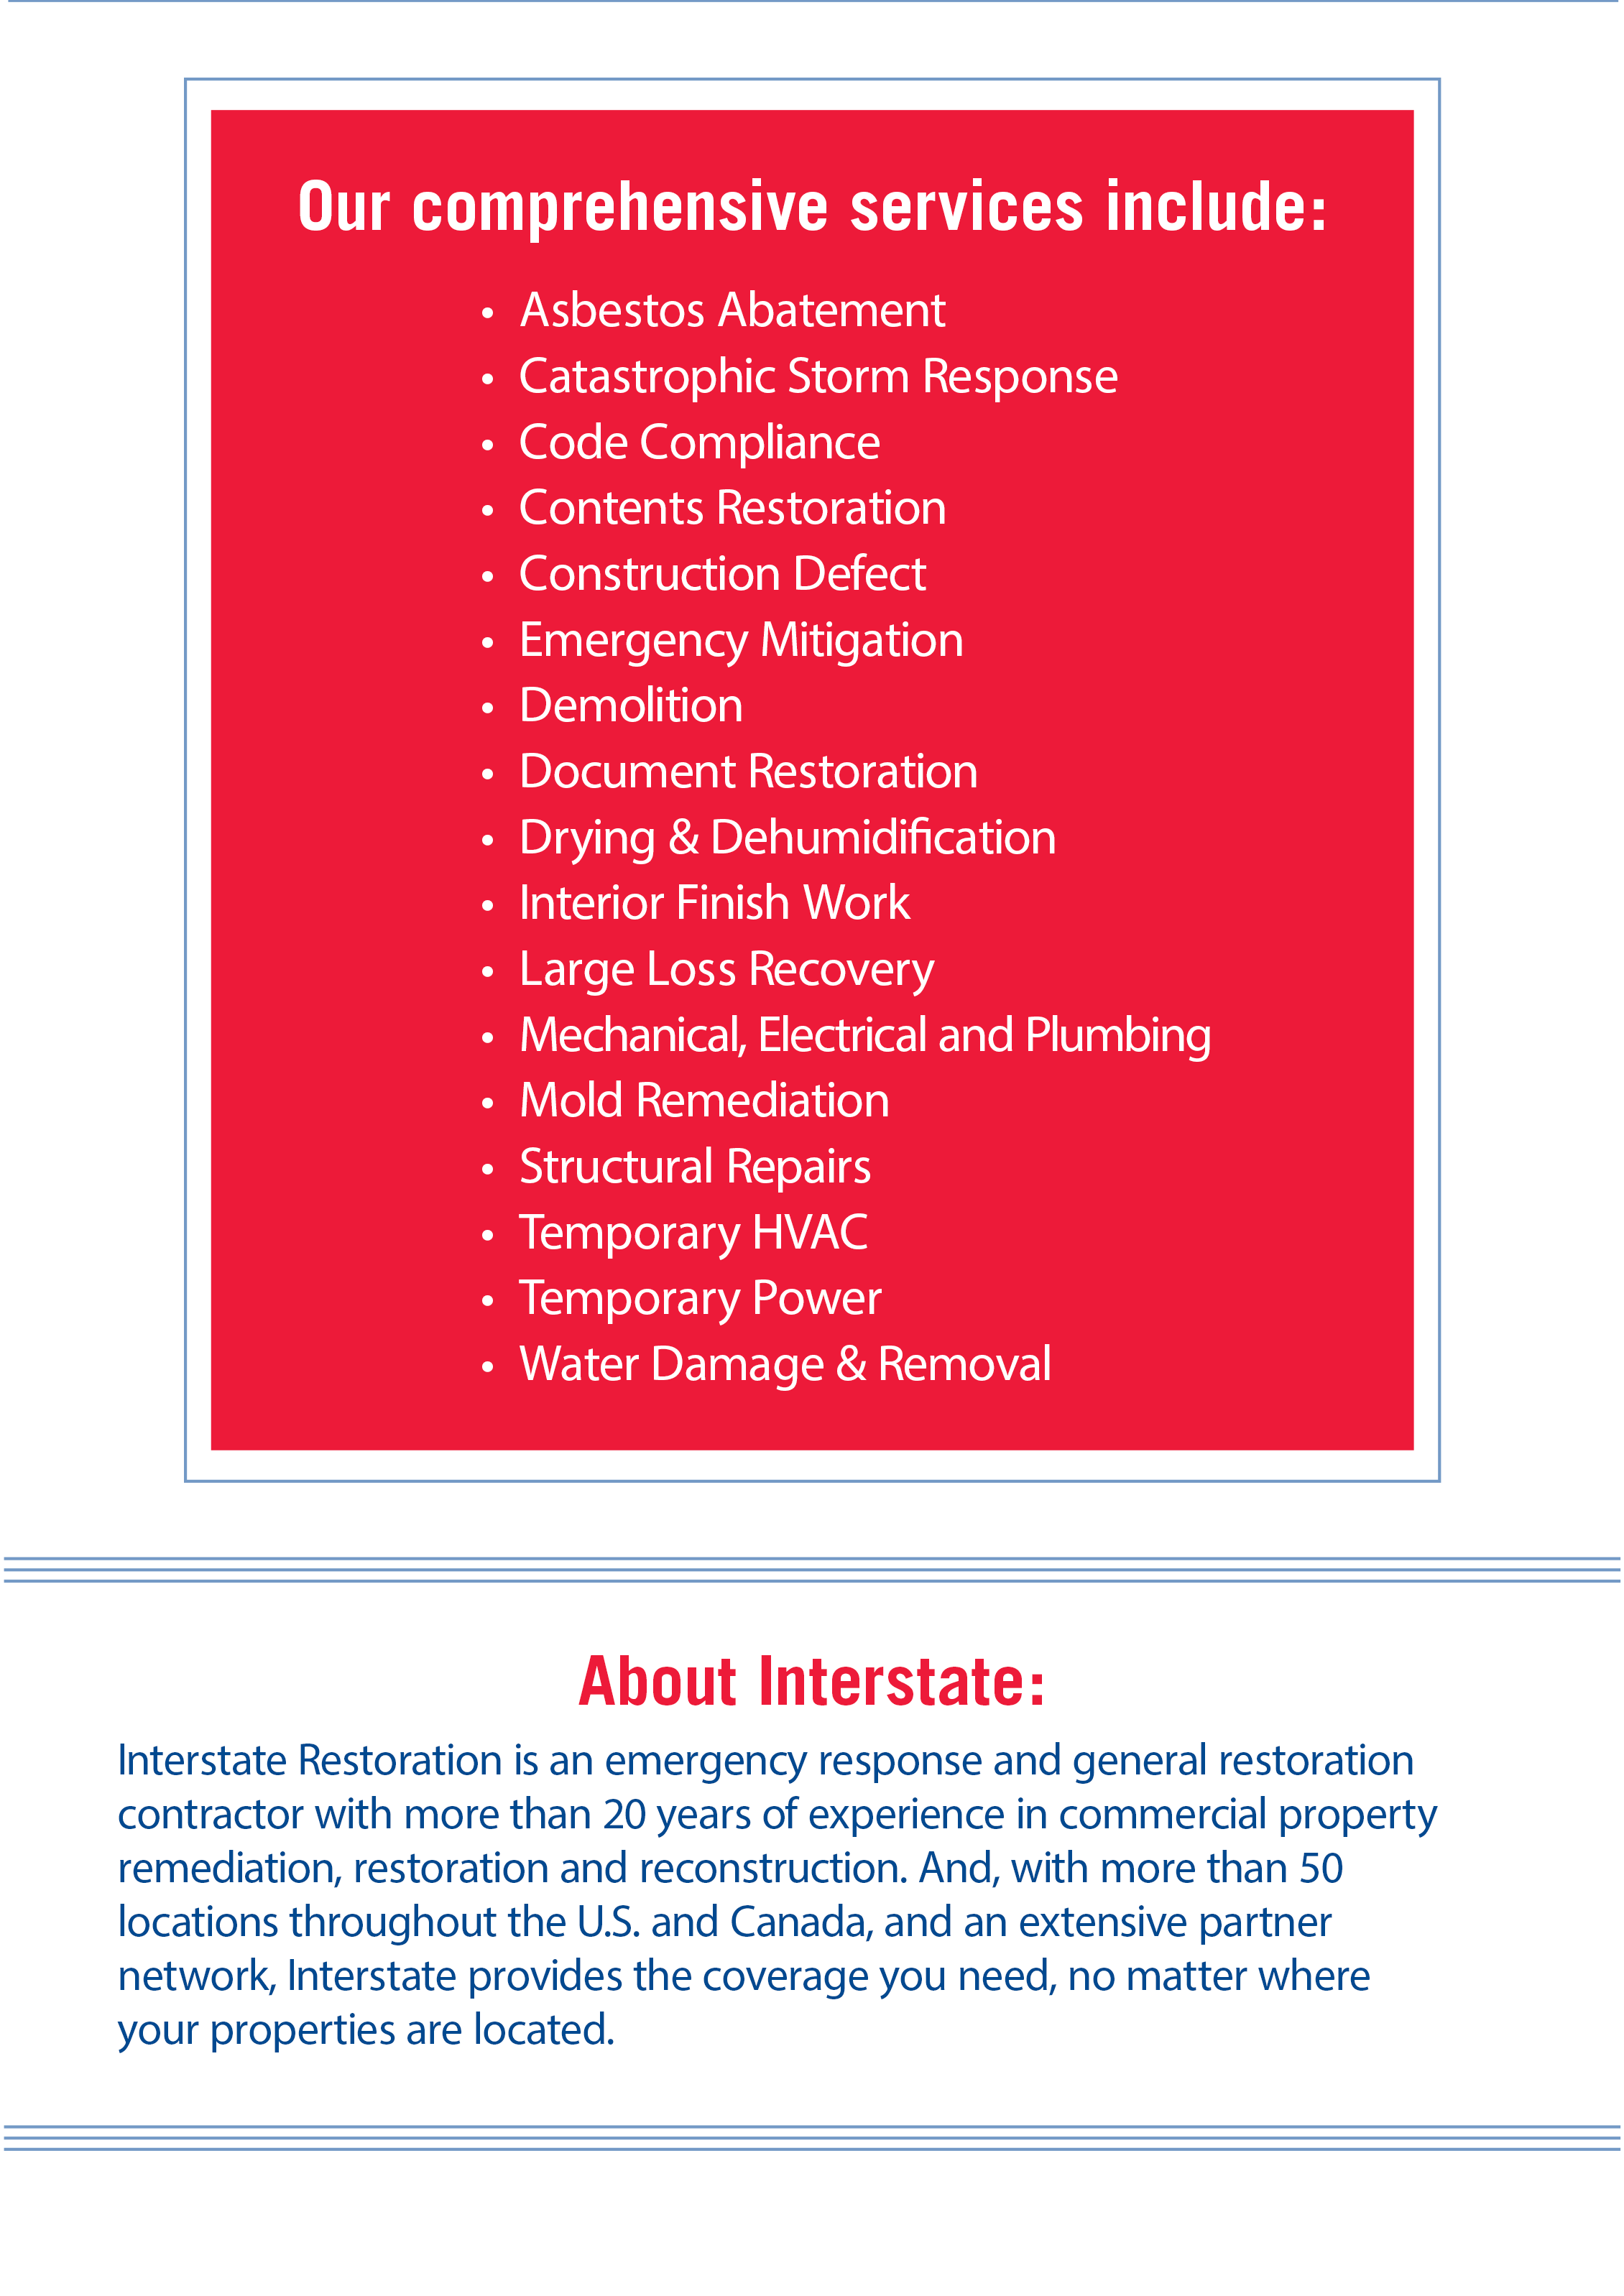 Our comprehensive services include:
• Asbestos Abatement
• Catastrophic Storm Response
• Code Compliance
• Contents Restoration
• Construction Defect
• Emergency Mitigation
• Demolition
• Document Restoration
• Drying & Dehumidification
• Interior Finish Work
• Large Loss Recovery
• Mechanical, Electrical and Plumbing
• Mold Remediation
• Structural Repairs
• Temporary HVAC
• Temporary Power
• Water Damage & Removal
About Interstate:
Interstate Restoration is an emergency response and general restoration
contractor with more than 20 years of experience in commercial property
remediation, restoration and reconstruction. And, with more than 50
locations throughout the U.S. and Canada, and an extensive partner
network, Interstate provides the coverage you need, no matter where
your properties are located.